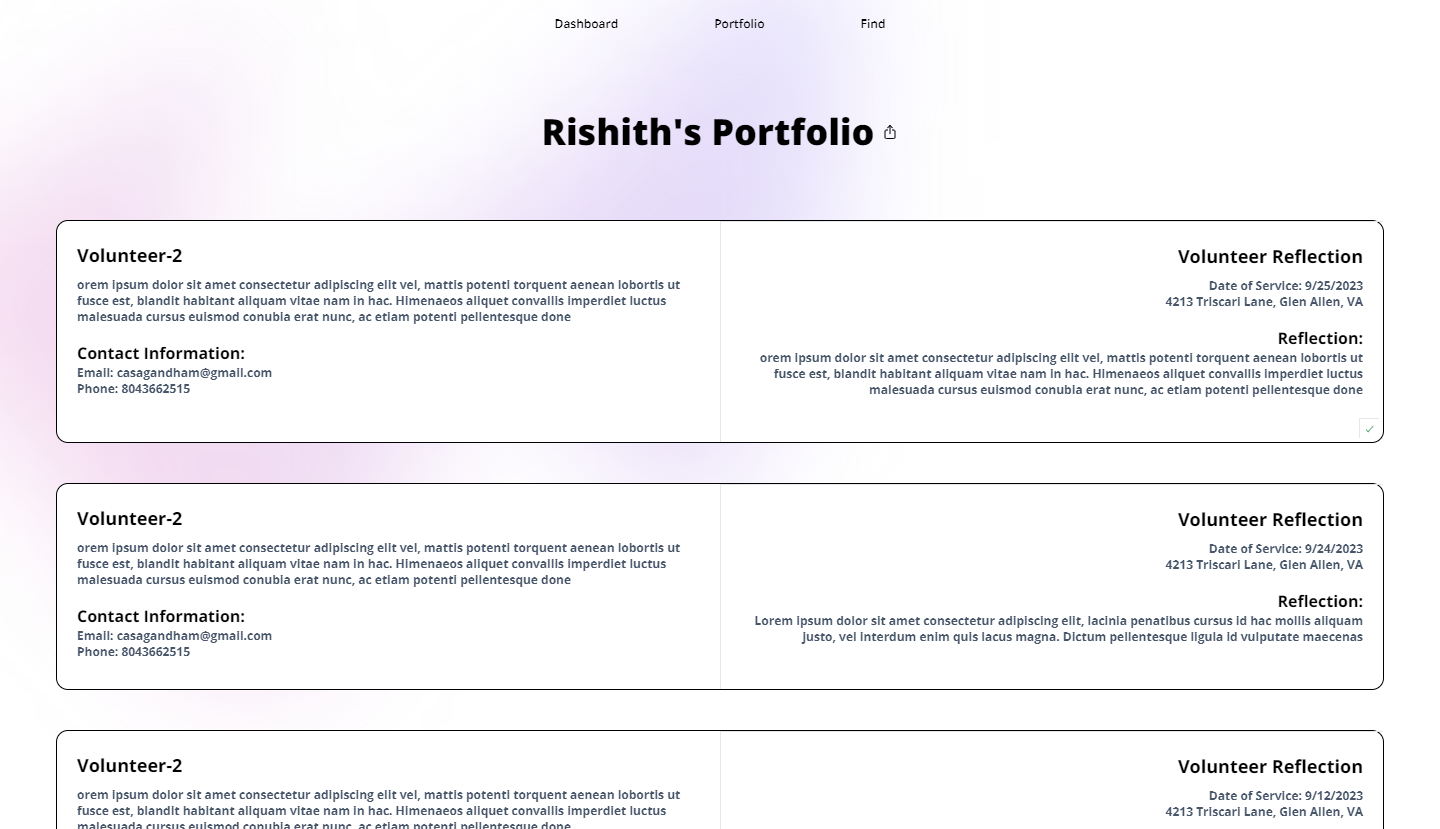 Dashboard
Portfolio
Find
Rishith's Portfolio
Volunteer-2
orem ipsum dolor sit amet consectetur adipiscing elit vel, mattis potenti torquent aenean lobortis ut
fusce est, blandit habitant aliquam vitae nam in hac. Himenaeos aliquet convallis imperdiet luctus
malesuada cursus euismod conubia erat nunc, ac etiam potenti pellentesque done
Contact Information:
Email: casagandham@gmail.com
Phone: 8043662515
Volunteer Reflection
Date of Service: 9/25/2023
4213 Triscari Lane, Glen Allen, VA
Reflection:
orem ipsum dolor sit amet consectetur adipiscing elit vel, mattis potenti torquent aenean lobortis ut
fusce est, blandit habitant aliquam vitae nam in hac. Himenaeos aliquet convallis imperdiet luctus
malesuada cursus euismod conubia erat nunc, ac etiam potenti pellentesque done
Volunteer-2
orem ipsum dolor sit amet consectetur adipiscing elit vel, mattis potenti torquent aenean lobortis ut
fusce est, blandit habitant aliquam vitae nam in hac. Himenaeos aliquet convallis imperdiet luctus
malesuada cursus euismod conubia erat nunc, ac etiam potenti pellentesque done
Contact Information:
Email: casagandham@gmail.com
Phone: 8043662515
Volunteer Reflection
Date of Service: 9/24/2023
4213 Triscari Lane, Glen Allen, VA
Reflection:
Lorem ipsum dolor sit amet consectetur adipiscing elit, lacinia penatibus cursus id hac mollis aliquam
justo, vel interdum enim quis lacus magna. Dictum pellentesque ligula id vulputate maecenas
Volunteer-2
orem ipsum dolor sit amet consectetur adipiscing elit vel, mattis potenti torquent aenean lobortis ut
fusce est, blandit habitant aliquam vitae nam in hac. Himenaeos aliquet convallis imperdiet luctus
malesuada cursus euismod conubia erat nunc, ac etiam potenti pellentesque done
Volunteer Reflection
Date of Service: 9/12/2023
4213 Triscari Lane, Glen Allen, VA